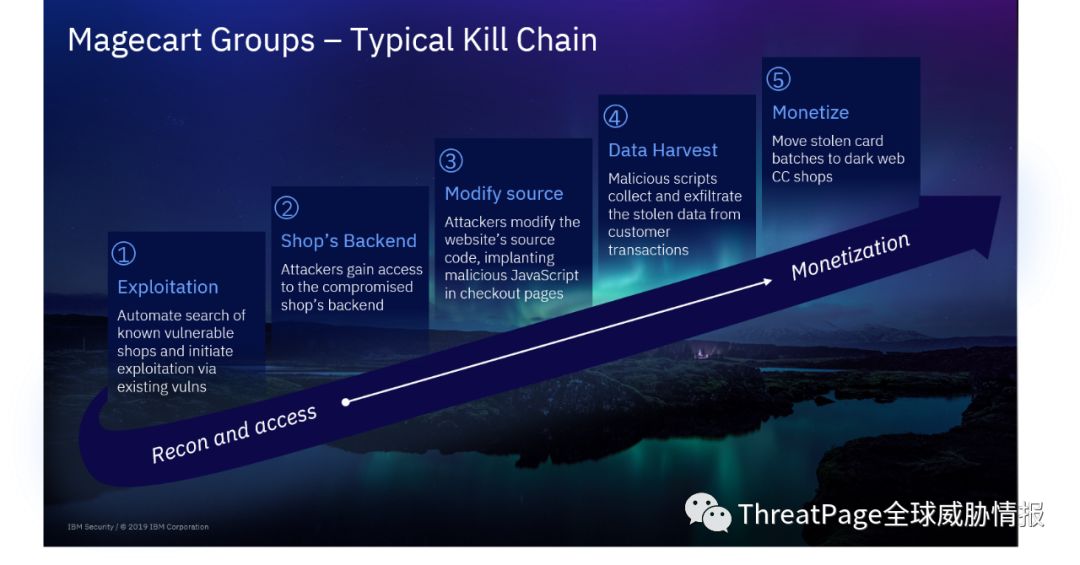 Magecart Groups – Typical Kill Chain
①
Exploitation
Automate search of
known vulnerable
shops and initiate
exploitation via
existing vulns
②
Shop's Backend
Attackers gain access
to the compromised
shop's backend
③
Modify source
Attackers modify the
website's source
code, implanting
malicious JavaScript
in checkout pages
④
Data Harvest
Malicious scripts
collect and exfiltrate
the stolen data from
customer
transactions
⑤
Monetize
Move stolen card
batches to dark web
CC shops
Recon and access
Monetization
IBM Security / © 2019 IBM Corporation
ThreatPage全球威胁情报